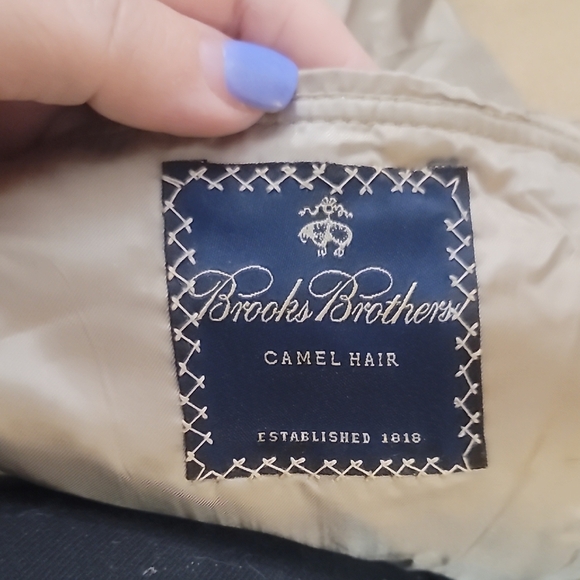 Brooks Brothers
CAMEL HAIR
ESTABLISHED 1818